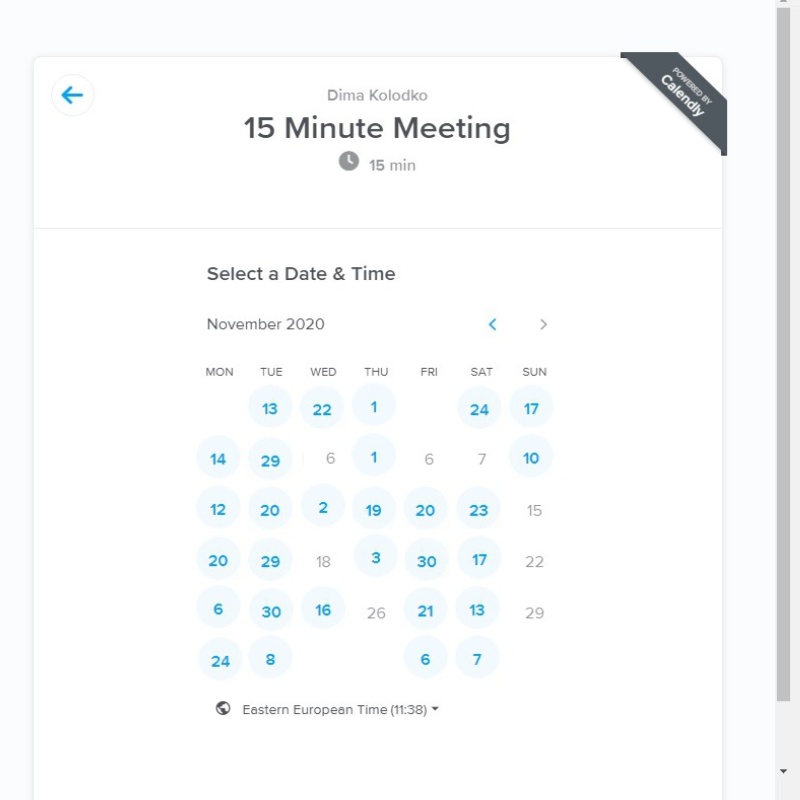 POWERED BY
Calendly
Dima Kolodko
15 Minute Meeting
15 min
Select a Date & Time
November 2020
MON TUE WED THU FRI SAT SUN
13 22 1 24 17
14 29 6 1 6 7 10
12 20 2 19 20 23 15
20 29 18 3 30 17 22
6 30 16 26 21 13 29
24 8 6 7
Eastern European Time (11:38)